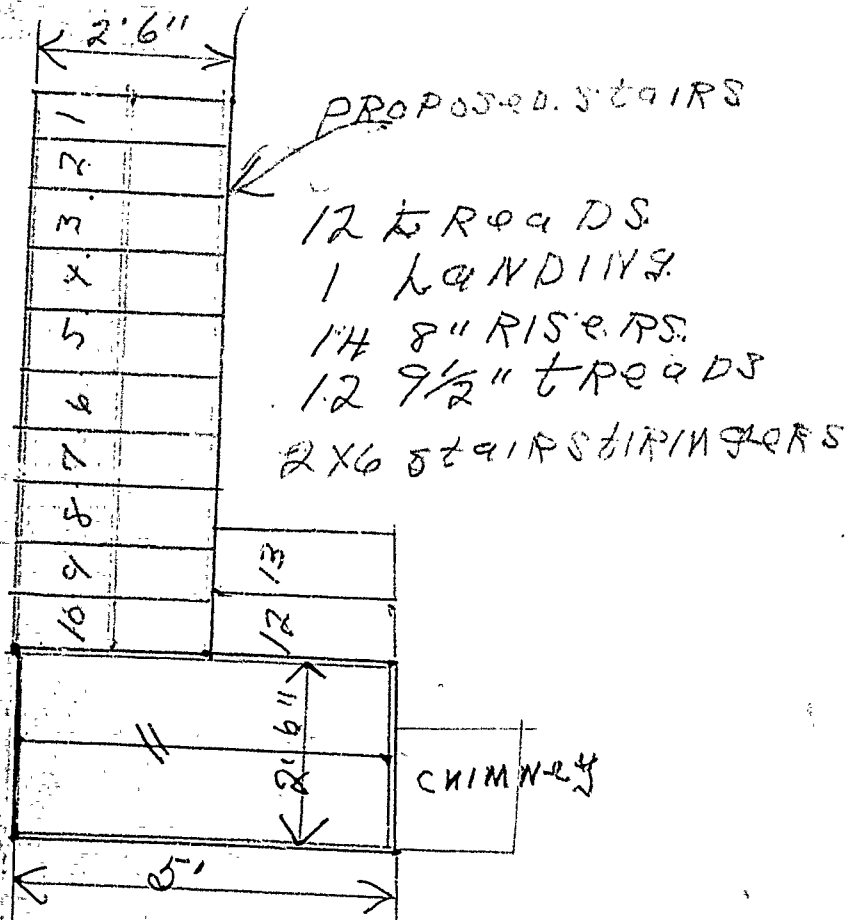 2'6"
PROPOSED. STAIRS
1
2
3
4
5
6
7
8
9
10
12 TREADS
1 LANDING
14 8" RISERS.
12 9½" TREADS
2X6 STAIR STIRINGERS
13
12
11
2'6"
CHIMNEY
5'